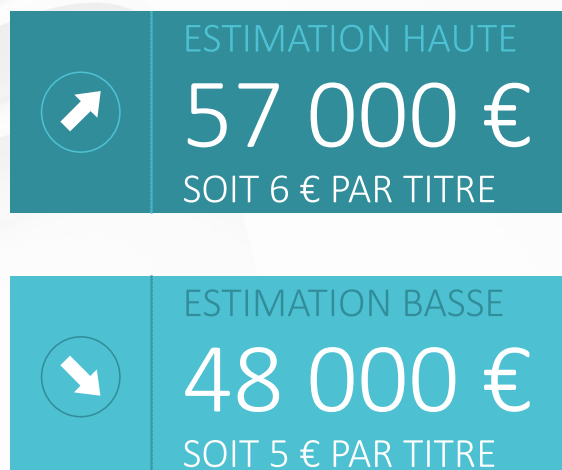 ESTIMATION HAUTE
57 000 €
SOIT 6 € PAR TITRE
ESTIMATION BASSE
48 000 €
SOIT 5 € PAR TITRE